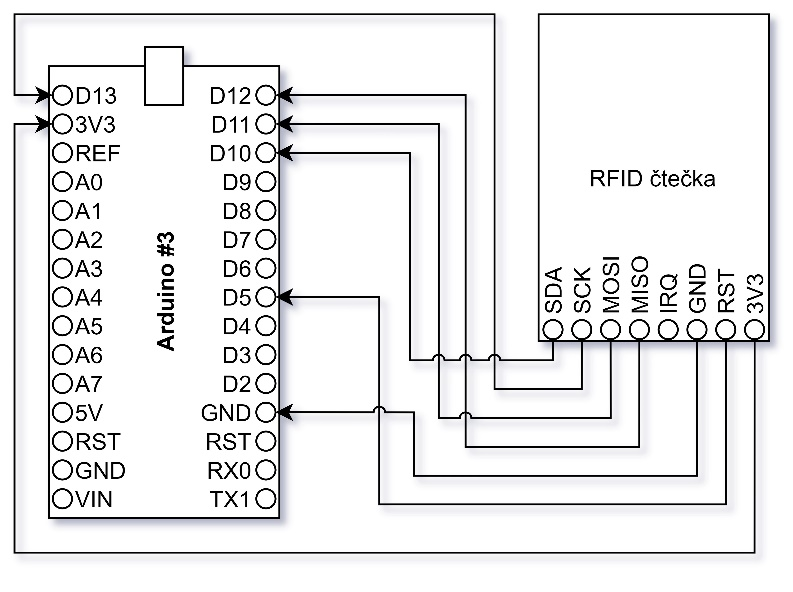 D13
3V3
REF
A0
A1
A2
A3
A4
A5
A6
A7
5V
RST
GND
VIN
Arduino #3
D12
D11
D10
D9
D8
D7
D6
D5
D4
D3
D2
GND
RST
RX0
TX1
RFID čtečka
SDA
SCK
MOSI
MISO
IRQ
GND
RST
3V3